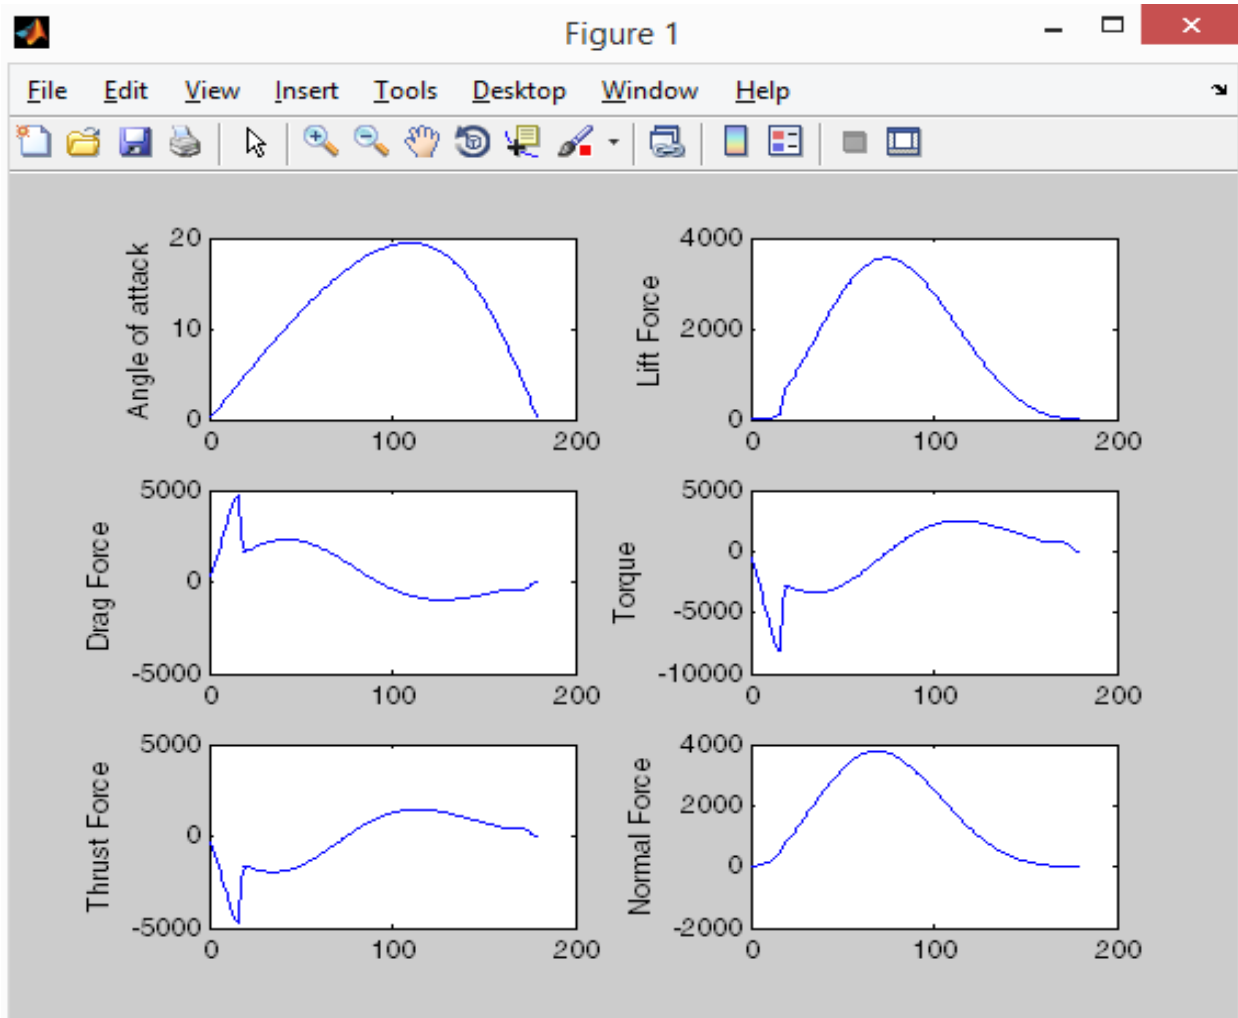 Figure 1
File Edit View Insert Tools Desktop Window Help
Angle of attack
20
10
0
0 100 200
Lift Force
4000
2000
0
0 100 200
Drag Force
5000
0
-5000
0 100 200
Torque
5000
0
-5000
-10000
0 100 200
Thrust Force
5000
0
-5000
0 100 200
Normal Force
4000
2000
0
-2000
0 100 200